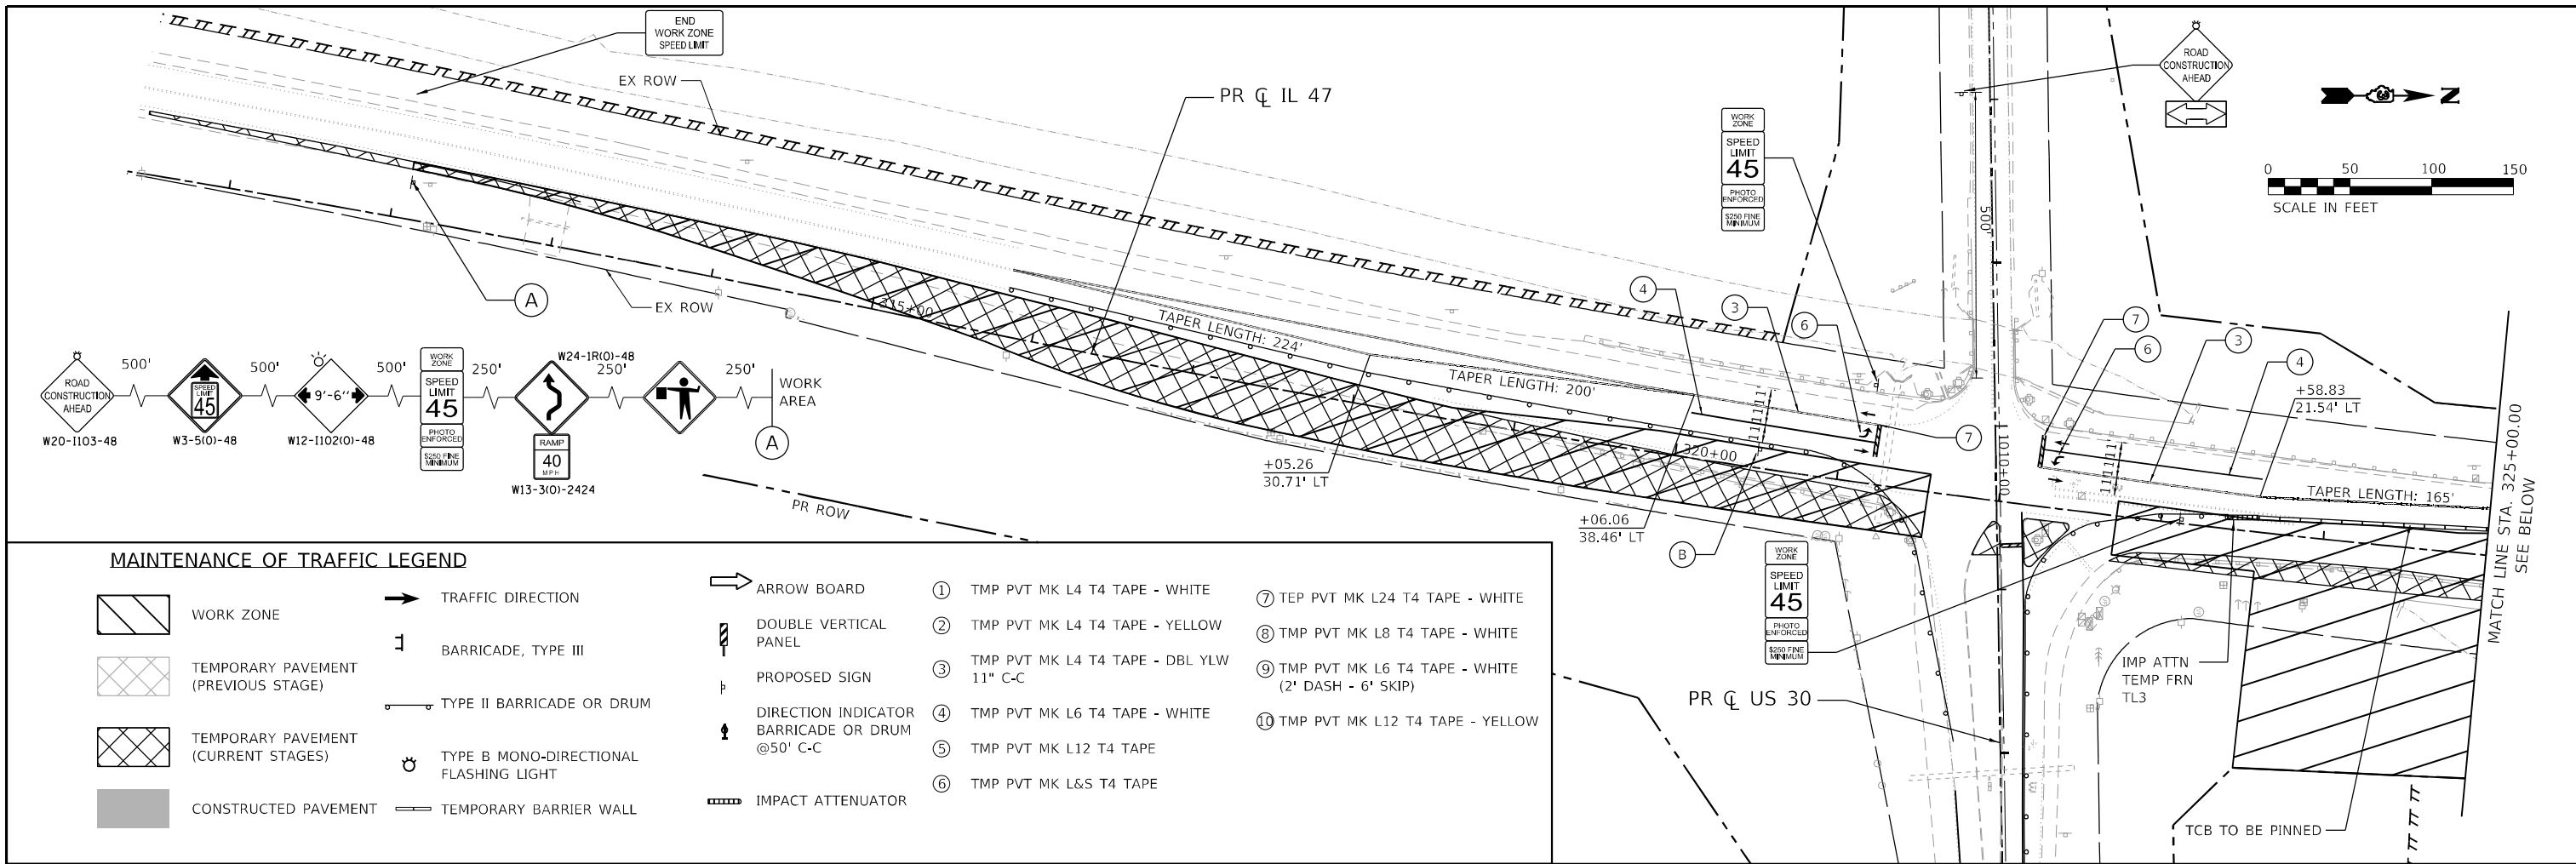 END
WORK ZONE
SPEED LIMIT
EX ROW
PR ℄ IL 47
WORK
ZONE
SPEED
LIMIT
45
PHOTO
ENFORCED
$250 FINE
MINIMUM
ROAD
CONSTRUCTION
AHEAD
N
0 50 100 150
SCALE IN FEET
500'
A
EX ROW
315+00
TAPER LENGTH: 224'
TAPER LENGTH: 200'
4
3
6
7
7
6
3
4
+58.83
21.54' LT
TAPER LENGTH: 165'
MATCH LINE STA. 325+00.00
SEE BELOW
11'11'11'
11'11'11'
320+00
1010+00
+05.26
30.71' LT
+06.06
38.46' LT
B
ROAD
CONSTRUCTION
AHEAD
W20-I103-48
500'
SPEED
LIMIT
45
W3-5(0)-48
500'
9'-6"
W12-I102(0)-48
500'
WORK
ZONE
SPEED
LIMIT
45
PHOTO
ENFORCED
$250 FINE
MINIMUM
250'
W24-1R(0)-48
RAMP
40
MPH
W13-3(0)-2424
250'
250'
WORK
AREA
A
PR ROW
WORK
ZONE
SPEED
LIMIT
45
PHOTO
ENFORCED
$250 FINE
MINIMUM
PR ℄ US 30
IMP ATTN
TEMP FRN
TL3
TCB TO BE PINNED
MAINTENANCE OF TRAFFIC LEGEND
WORK ZONE
TEMPORARY PAVEMENT
(PREVIOUS STAGE)
TEMPORARY PAVEMENT
(CURRENT STAGES)
CONSTRUCTED PAVEMENT
TRAFFIC DIRECTION
BARRICADE, TYPE III
TYPE II BARRICADE OR DRUM
TYPE B MONO-DIRECTIONAL
FLASHING LIGHT
TEMPORARY BARRIER WALL
ARROW BOARD
DOUBLE VERTICAL
PANEL
PROPOSED SIGN
DIRECTION INDICATOR
BARRICADE OR DRUM
@50' C-C
IMPACT ATTENUATOR
1 TMP PVT MK L4 T4 TAPE - WHITE
2 TMP PVT MK L4 T4 TAPE - YELLOW
3 TMP PVT MK L4 T4 TAPE - DBL YLW
11" C-C
4 TMP PVT MK L6 T4 TAPE - WHITE
5 TMP PVT MK L12 T4 TAPE
6 TMP PVT MK L&S T4 TAPE
7 TEP PVT MK L24 T4 TAPE - WHITE
8 TMP PVT MK L8 T4 TAPE - WHITE
9 TMP PVT MK L6 T4 TAPE - WHITE
(2' DASH - 6' SKIP)
10 TMP PVT MK L12 T4 TAPE - YELLOW